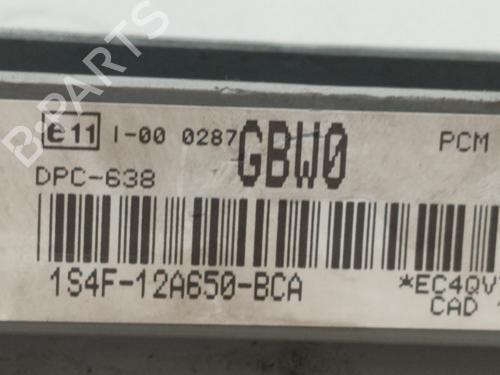 e11 I-00 0287 GBW0 PCM
DPC-638
1S4F-12A650-BCA *EC4QV
CAD
B-PARTS